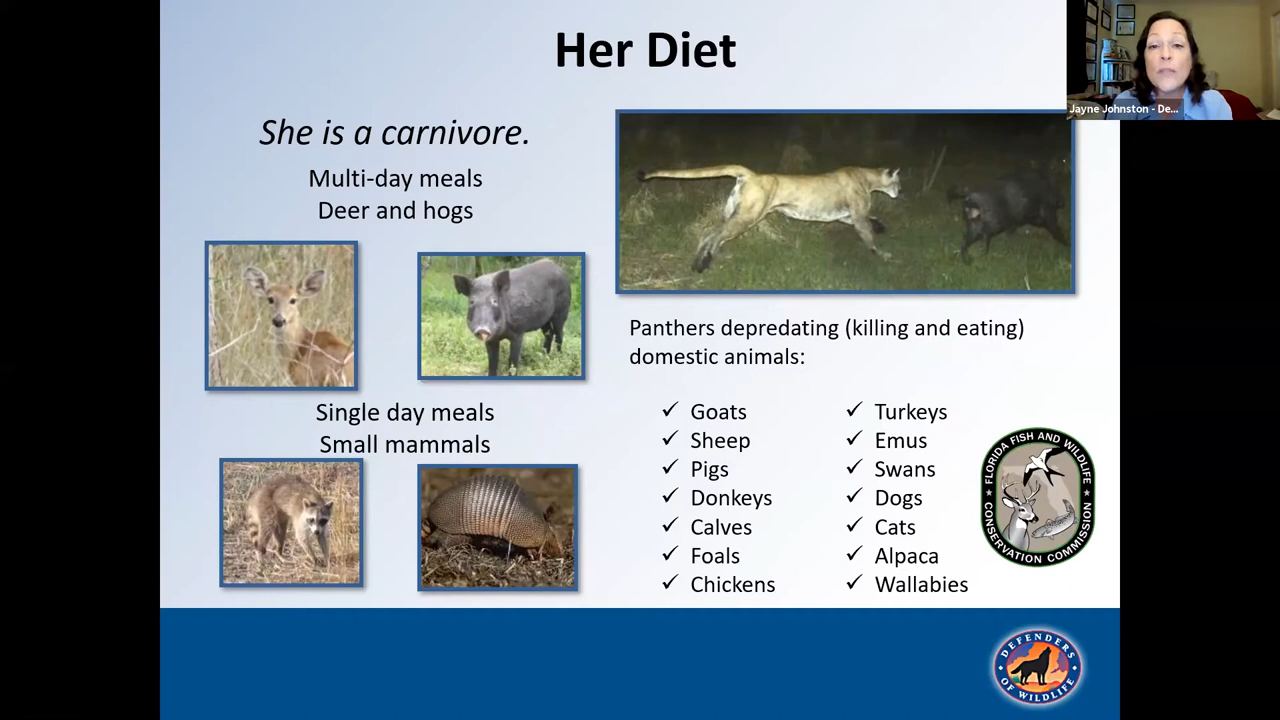 Her Diet
Jayne Johnston - De...
She is a carnivore.
Multi-day meals
Deer and hogs
Single day meals
Small mammals
Panthers depredating (killing and eating)
domestic animals:
✓ Goats
✓ Sheep
✓ Pigs
✓ Donkeys
✓ Calves
✓ Foals
✓ Chickens
✓ Turkeys
✓ Emus
✓ Swans
✓ Dogs
✓ Cats
✓ Alpaca
✓ Wallabies
FLORIDA FISH AND WILDLIFE
CONSERVATION COMMISSION
DEFENDERS
OF WILDLIFE